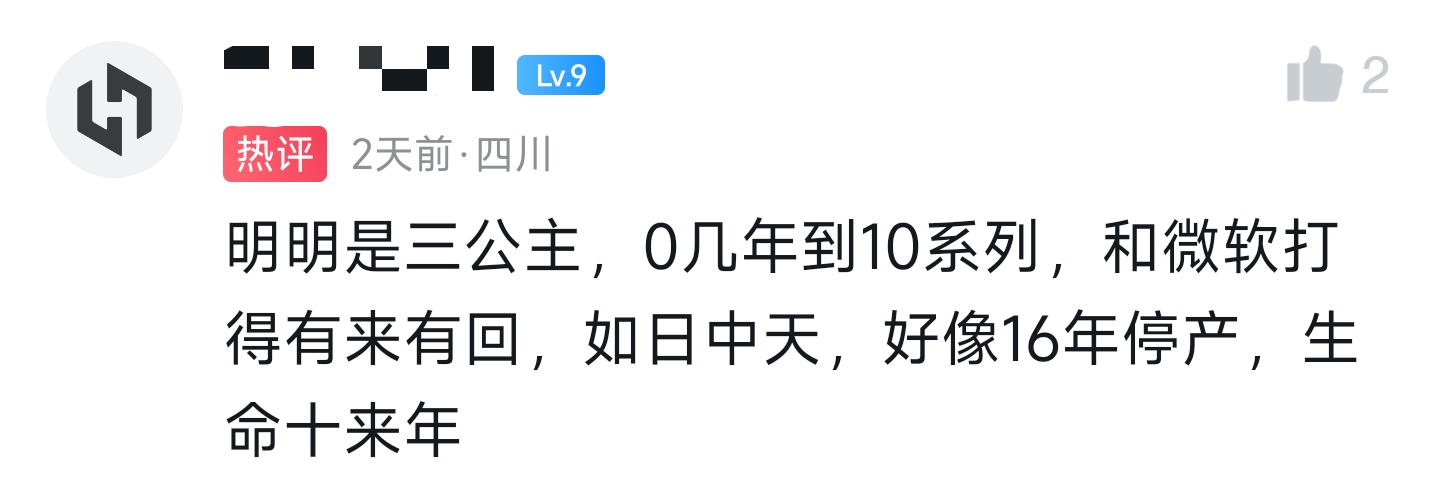 Lv.9
2
热评 2天前·四川
明明是三公主，0几年到10系列，和微软打
得有来有回，如日中天，好像16年停产，生
命十来年